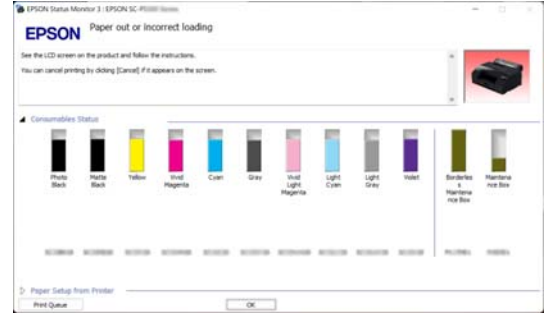 EPSON Status Monitor 3 : EPSON SC-
EPSON
Paper out or incorrect loading
See the LCD screen on the product and follow the instructions.
You can cancel printing by clicking [Cancel] if it appears on the screen.
Consumables Status
Photo Black
Matte Black
Yellow
Vivid Magenta
Cyan
Gray
Vivid Light Magenta
Light Cyan
Light Gray
Violet
Borderless Maintenance Box
Maintenance Box
Paper Setup from Printer
Print Queue
OK